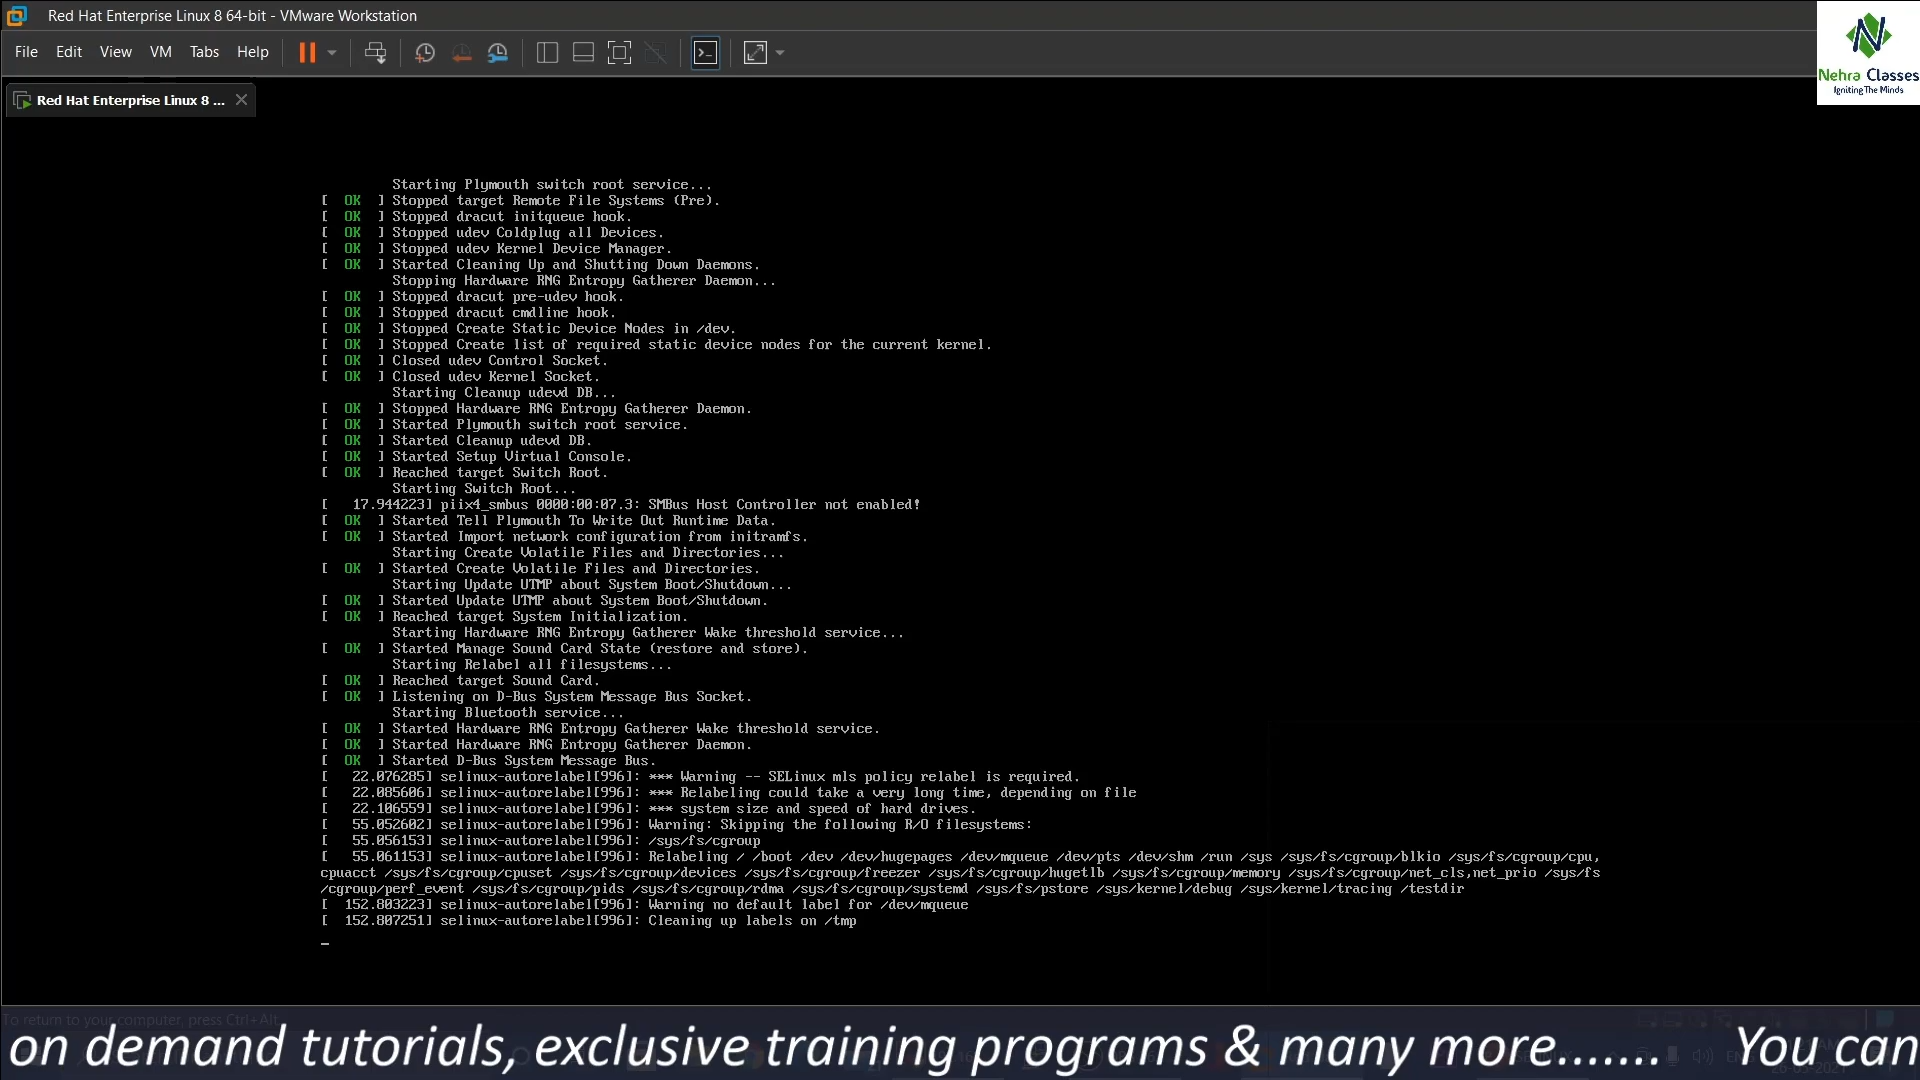 Red Hat Enterprise Linux 8 64-bit - VMware Workstation
File Edit View VM Tabs Help
Nehra Classes
Igniting The Minds
Red Hat Enterprise Linux 8 ...
Starting Plymouth switch root service...
[ OK ] Stopped target Remote File Systems (Pre).
[ OK ] Stopped dracut initqueue hook.
[ OK ] Stopped udev Coldplug all Devices.
[ OK ] Stopped udev Kernel Device Manager.
[ OK ] Started Cleaning Up and Shutting Down Daemons.
Stopping Hardware RNG Entropy Gatherer Daemon...
[ OK ] Stopped dracut pre-udev hook.
[ OK ] Stopped dracut cmdline hook.
[ OK ] Stopped Create Static Device Nodes in /dev.
[ OK ] Stopped Create list of required static device nodes for the current kernel.
[ OK ] Closed udev Control Socket.
[ OK ] Closed udev Kernel Socket.
Starting Cleanup udevd DB...
[ OK ] Stopped Hardware RNG Entropy Gatherer Daemon.
[ OK ] Started Plymouth switch root service.
[ OK ] Started Cleanup udevd DB.
[ OK ] Started Setup Virtual Console.
[ OK ] Reached target Switch Root.
Starting Switch Root...
[ 17.944223] piix4_smbus 0000:00:07.3: SMBus Host Controller not enabled!
[ OK ] Started Tell Plymouth To Write Out Runtime Data.
[ OK ] Started Import network configuration from initramfs.
Starting Create Volatile Files and Directories...
[ OK ] Started Create Volatile Files and Directories.
Starting Update UTMP about System Boot/Shutdown...
[ OK ] Started Update UTMP about System Boot/Shutdown.
[ OK ] Reached target System Initialization.
Starting Hardware RNG Entropy Gatherer Wake threshold service...
[ OK ] Started Manage Sound Card State (restore and store).
Starting Relabel all filesystems...
[ OK ] Reached target Sound Card.
[ OK ] Listening on D-Bus System Message Bus Socket.
Starting Bluetooth service...
[ OK ] Started Hardware RNG Entropy Gatherer Wake threshold service.
[ OK ] Started Hardware RNG Entropy Gatherer Daemon.
[ OK ] Started D-Bus System Message Bus.
[ 22.076285] selinux-autorelabel[996]: *** Warning -- SELinux mls policy relabel is required.
[ 22.085606] selinux-autorelabel[996]: *** Relabeling could take a very long time, depending on file
[ 22.106559] selinux-autorelabel[996]: *** system size and speed of hard drives.
[ 55.052602] selinux-autorelabel[996]: Warning: Skipping the following R/O filesystems:
[ 55.056153] selinux-autorelabel[996]: /sys/fs/cgroup
[ 55.061153] selinux-autorelabel[996]: Relabeling / /boot /dev /dev/hugepages /dev/mqueue /dev/pts /dev/shm /run /sys /sys/fs/cgroup/blkio /sys/fs/cgroup/cpu,
cpuacct /sys/fs/cgroup/cpuset /sys/fs/cgroup/devices /sys/fs/cgroup/freezer /sys/fs/cgroup/hugetlb /sys/fs/cgroup/memory /sys/fs/cgroup/net_cls,net_prio /sys/fs
/cgroup/perf_event /sys/fs/cgroup/pids /sys/fs/cgroup/rdma /sys/fs/cgroup/systemd /sys/fs/pstore /sys/kernel/debug /sys/kernel/tracing /testdir
[ 152.803223] selinux-autorelabel[996]: Warning no default label for /dev/mqueue
[ 152.807251] selinux-autorelabel[996]: Cleaning up labels on /tmp
To return to your computer, press Ctrl+Alt.
on demand tutorials, exclusive training programs & many more....... You can